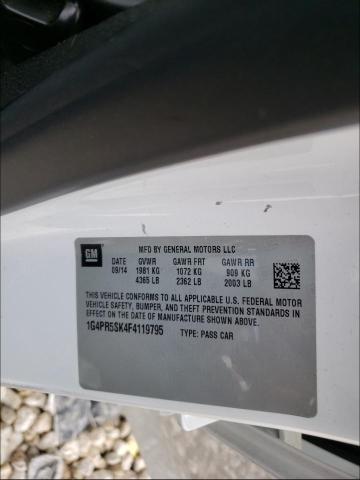 GM
MFD BY GENERAL MOTORS LLC
DATE GVWR GAWR FRT GAWR RR
09/14 1981 KG 1072 KG 909 KG
4365 LB 2362 LB 2003 LB
THIS VEHICLE CONFORMS TO ALL APPLICABLE U.S. FEDERAL MOTOR
VEHICLE SAFETY, BUMPER, AND THEFT PREVENTION STANDARDS
IN EFFECT ON THE DATE OF MANUFACTURE SHOWN ABOVE.
1G4PR5SK4F4119795 TYPE: PASS CAR